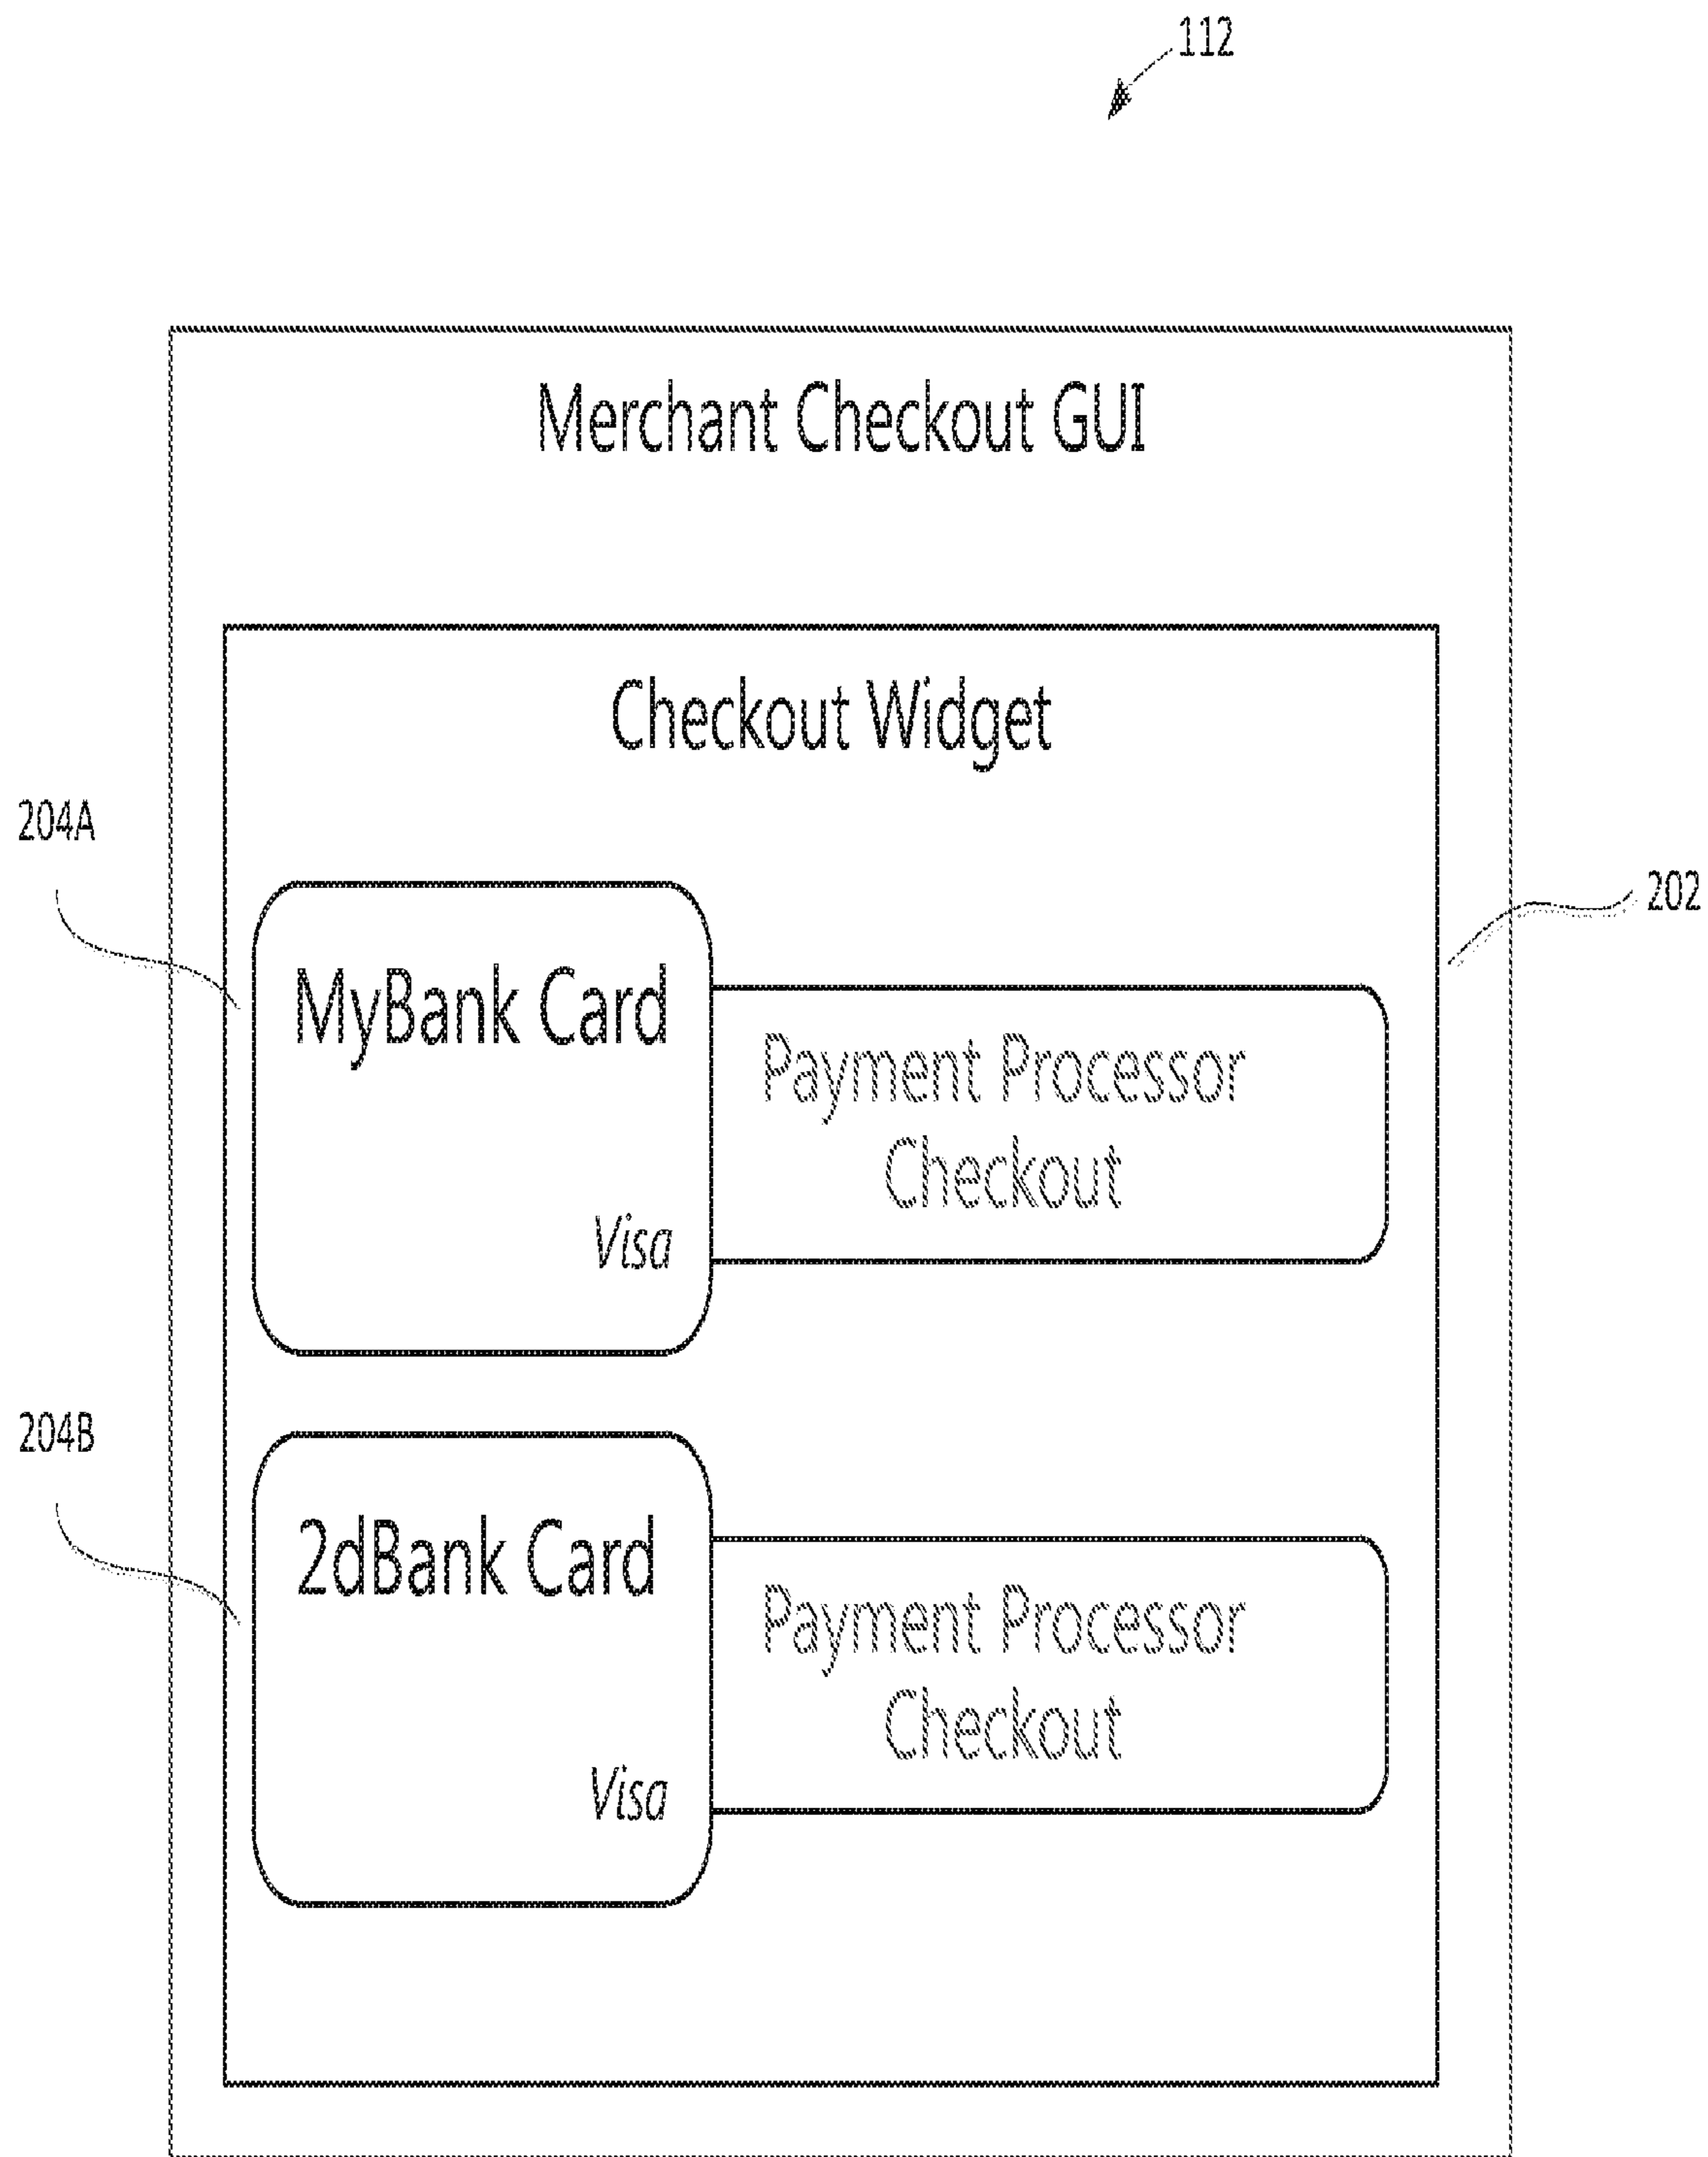 112
Merchant Checkout GUI
Checkout Widget
204A
202
MyBank Card
Payment Processor
Checkout
Visa
204B
2dBank Card
Payment Processor
Checkout
Visa